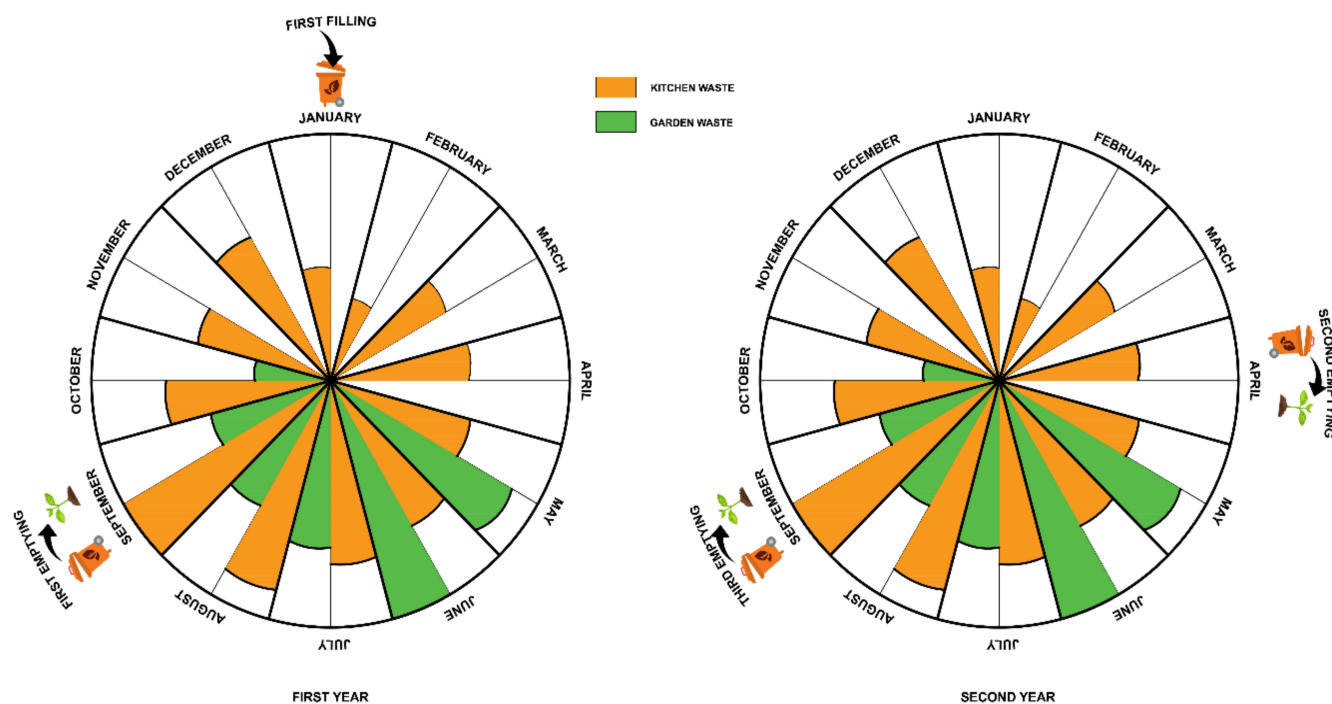 FIRST FILLING
KITCHEN WASTE
GARDEN WASTE
JANUARY
FEBRUARY
MARCH
APRIL
MAY
JUNE
JULY
AUGUST
SEPTEMBER
OCTOBER
NOVEMBER
DECEMBER
FIRST EMPTYING
FIRST YEAR
JANUARY
FEBRUARY
MARCH
APRIL
MAY
JUNE
JULY
AUGUST
SEPTEMBER
OCTOBER
NOVEMBER
DECEMBER
SECOND EMPTYING
THIRD EMPTYING
SECOND YEAR